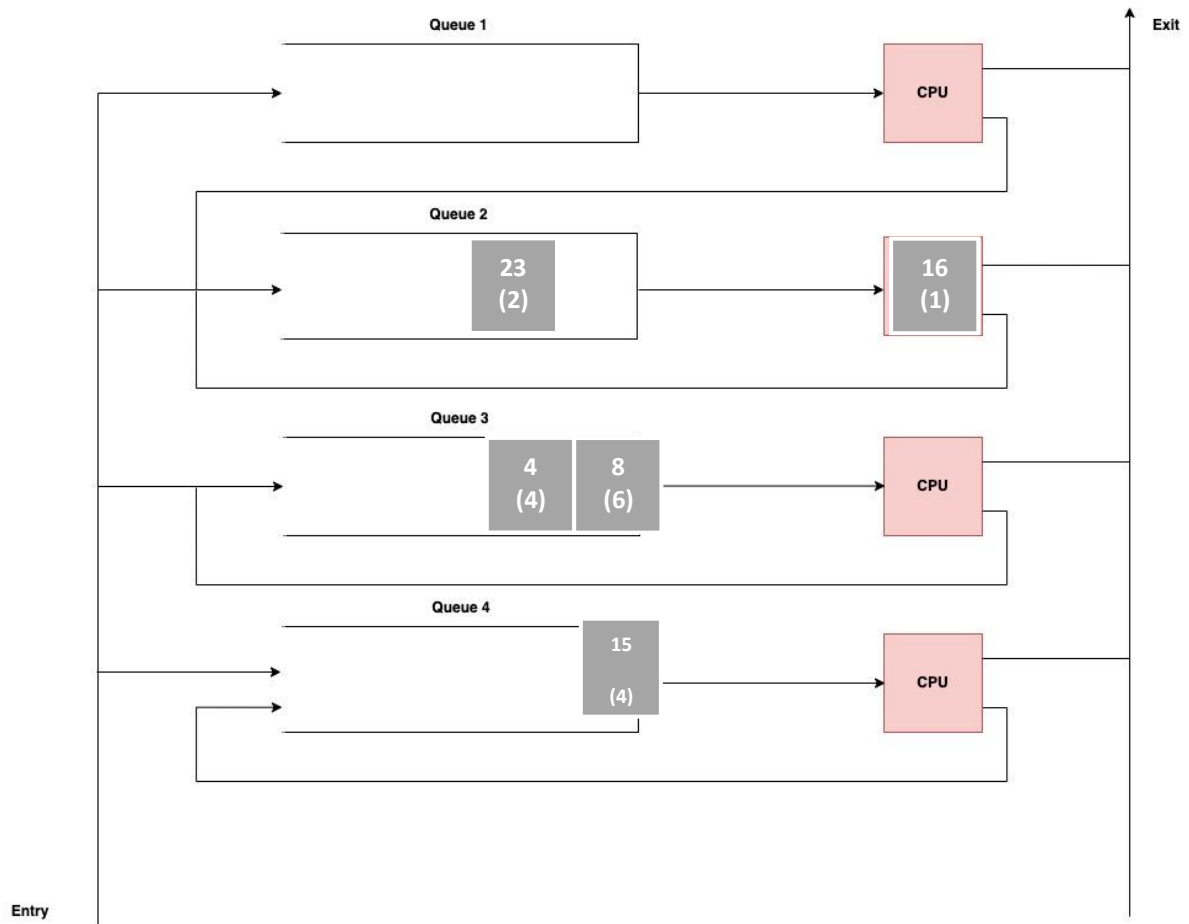 Queue 1
Exit
CPU
Queue 2
23
(2)
16
(1)
Queue 3
4
(4)
8
(6)
CPU
Queue 4
15
(4)
CPU
Entry